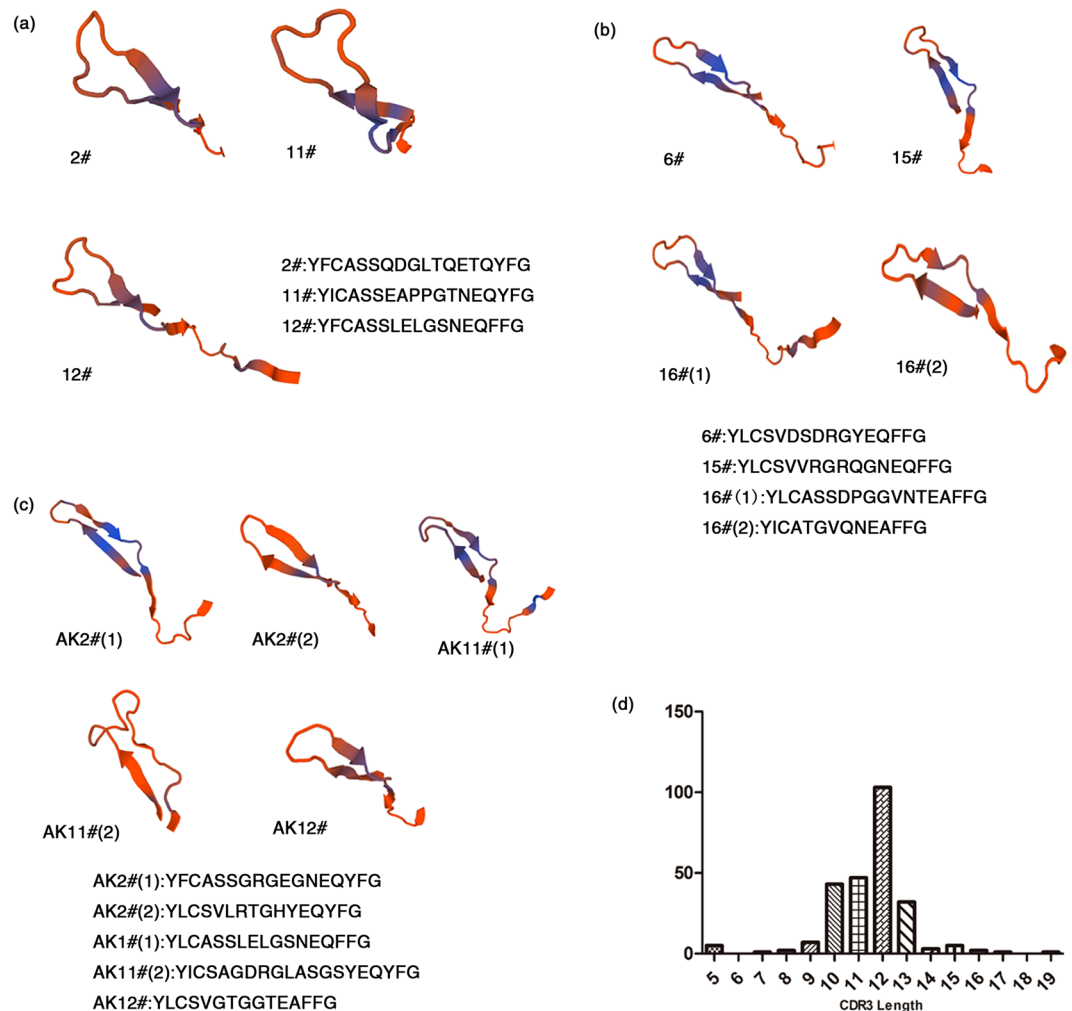 (a)
2#
11#
12#
2#:YFCASSQDGLTQETQYFG
11#:YICASSEAPPGTNEQYFG
12#:YFCASSLELGSNEQFFG
(b)
6#
15#
16#(1)
16#(2)
6#:YLCSVDSDRGYEQFFG
15#:YLCSVVRGRQGNEQFFG
16#(1):YLCASSDPGGVNTEAFFG
16#(2):YICATGVQNEAFFG
(c)
AK2#(1)
AK2#(2)
AK11#(1)
AK11#(2)
AK12#
AK2#(1):YFCASSGRGEGNEQYFG
AK2#(2):YLCSVLRTGHYEQYFG
AK1#(1):YLCASSLELGSNEQFFG
AK11#(2):YICSAGDRGLASGSYEQYFG
AK12#:YLCSVGTGGTEAFFG
(d)
150
100
50
0
5 6 7 8 9 10 11 12 13 14 15 16 17 18 19
CDR3 Length